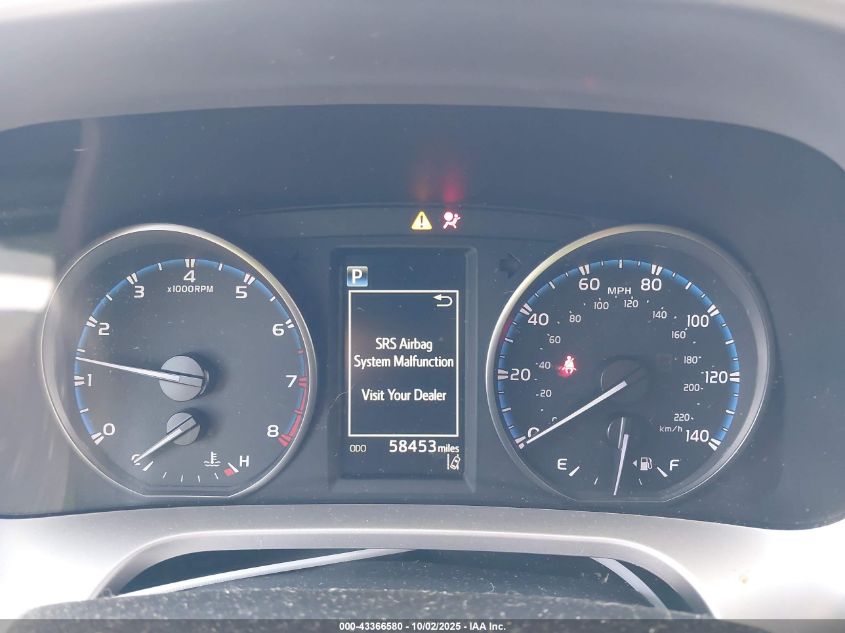 P
SRS Airbag
System Malfunction
Visit Your Dealer
ODO 58453 miles
0 1 2 3 4 5 6 7 8
x1000RPM
H
0 20 40 60 80 100 120 140
MPH
20 40 60 80 100 120 140 160 180 200 220
km/h
E F
000-43366580 - 10/02/2025 - IAA Inc.